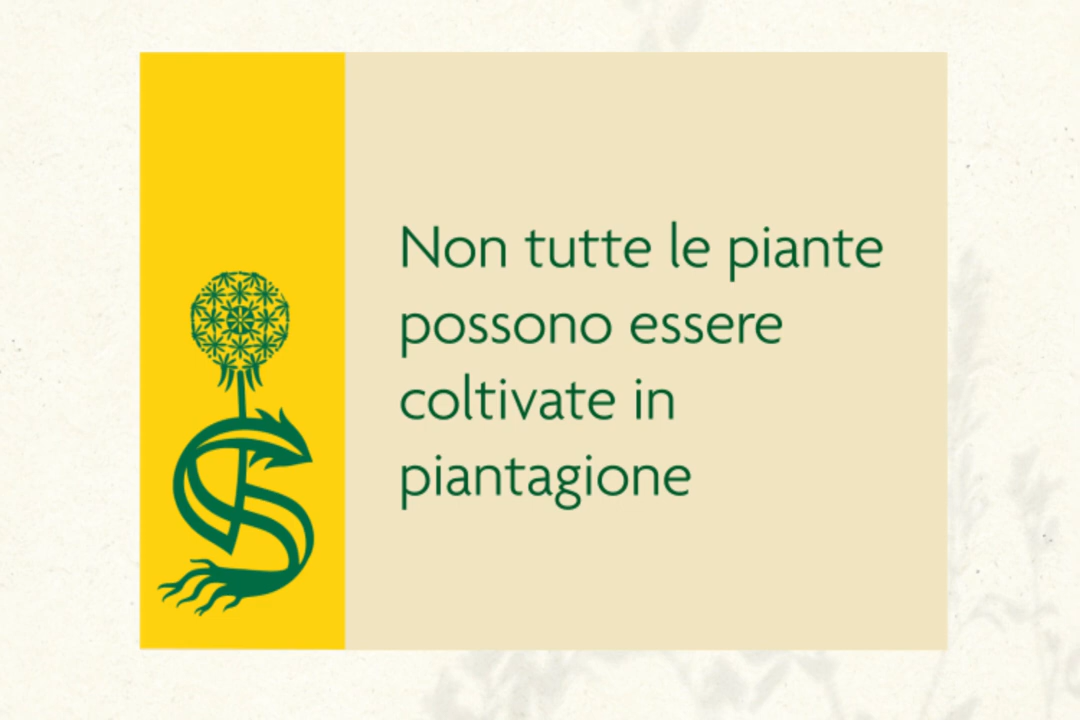 Non tutte le piante
possono essere
coltivate in
piantagione